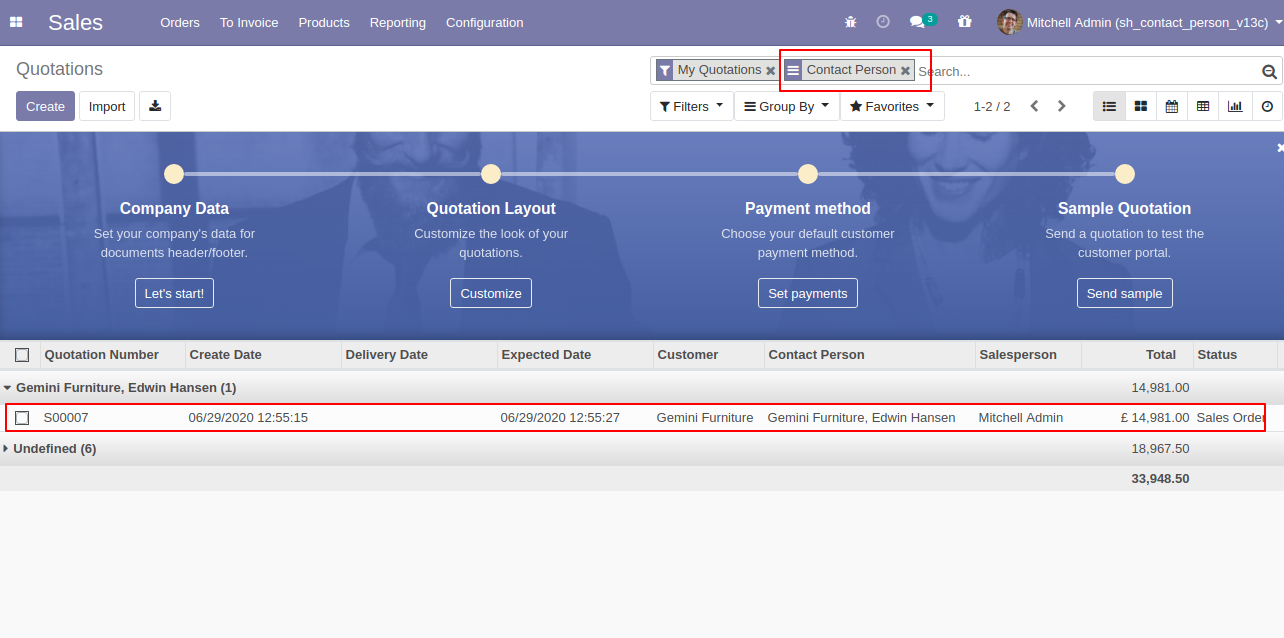 Sales Orders To Invoice Products Reporting Configuration 3 Mitchell Admin (sh_contact_person_v13c)
Quotations My Quotations Contact Person Search...
Create Import Filters Group By Favorites 1-2 / 2
Company Data Quotation Layout Payment method Sample Quotation
Set your company's data for Customize the look of your Choose your default customer Send a quotation to test the
documents header/footer. quotations. payment method. customer portal.
Let's start! Customize Set payments Send sample
Quotation Number Create Date Delivery Date Expected Date Customer Contact Person Salesperson Total Status
Gemini Furniture, Edwin Hansen (1) 14,981.00
S00007 06/29/2020 12:55:15 06/29/2020 12:55:27 Gemini Furniture Gemini Furniture, Edwin Hansen Mitchell Admin £ 14,981.00 Sales Order
Undefined (6) 18,967.50
33,948.50